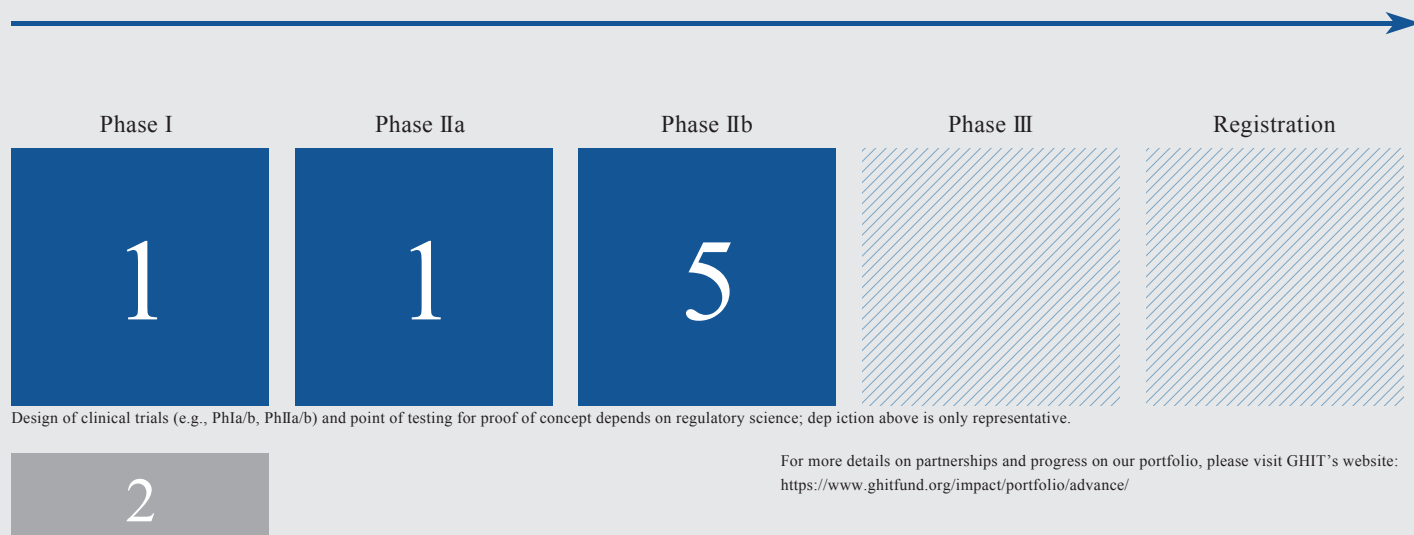 Phase Ⅰ Phase Ⅱa Phase Ⅱb Phase Ⅲ Registration
1 1 5
Design of clinical trials (e.g., PhⅠa/b, PhⅡa/b) and point of testing for proof of concept depends on regulatory science; dep iction above is only representative.
For more details on partnerships and progress on our portfolio, please visit GHIT’s website:
https://www.ghitfund.org/impact/portfolio/advance/
2